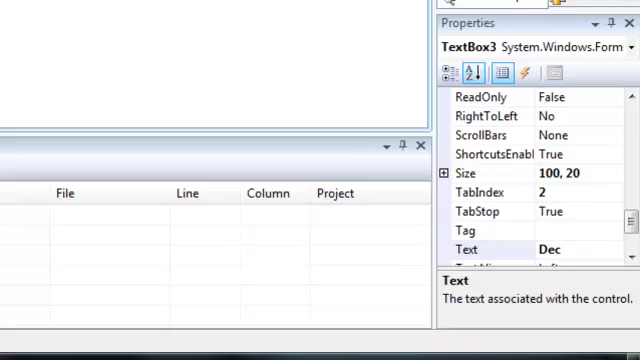 Properties
TextBox3 System.Windows.Form
ReadOnly False
RightToLeft No
ScrollBars None
ShortcutsEnabl True
Size 100, 20
TabIndex 2
TabStop True
Tag
Text Dec
File Line Column Project
Text
The text associated with the control.